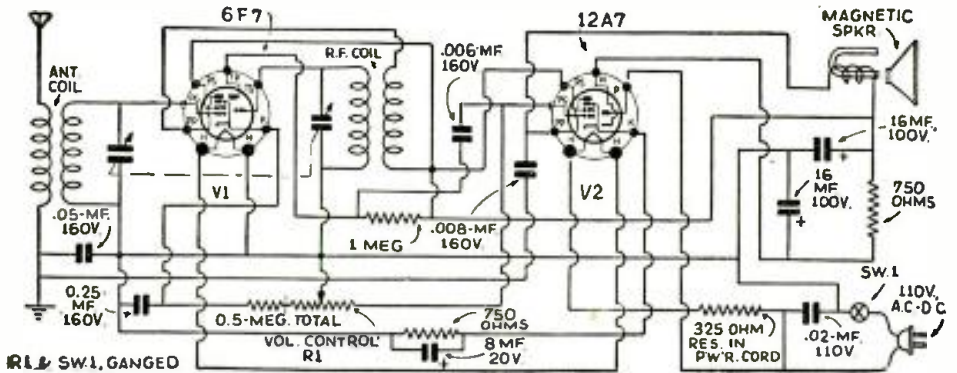 6F7
12A7
MAGNETIC
SPKR.
ANT.
COIL
R.F. COIL
.006-MF.
160V.
16 MF.
100V.
V1
V2
16
MF.
100V.
750
OHMS
.05-MF.
160V.
1 MEG
.008-MF.
160V.
SW.1
110V.
A.C-D.C.
0.25
MF
160V.
0.5-MEG. TOTAL
VOL. CONTROL
R1
750
OHMS
8 MF.
20V.
325 OHM
RES. IN
PW'R. CORD
.02-MF.
110V.
R1 & SW.1, GANGED